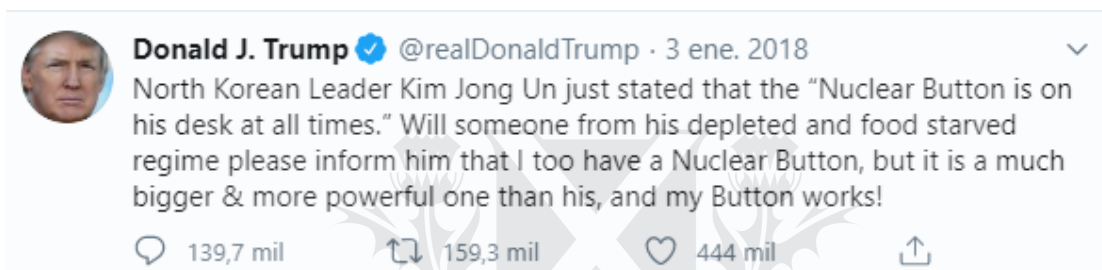 Donald J. Trump @realDonaldTrump · 3 ene. 2018
North Korean Leader Kim Jong Un just stated that the “Nuclear Button is on
his desk at all times.” Will someone from his depleted and food starved
regime please inform him that I too have a Nuclear Button, but it is a much
bigger & more powerful one than his, and my Button works!
139,7 mil 159,3 mil 444 mil